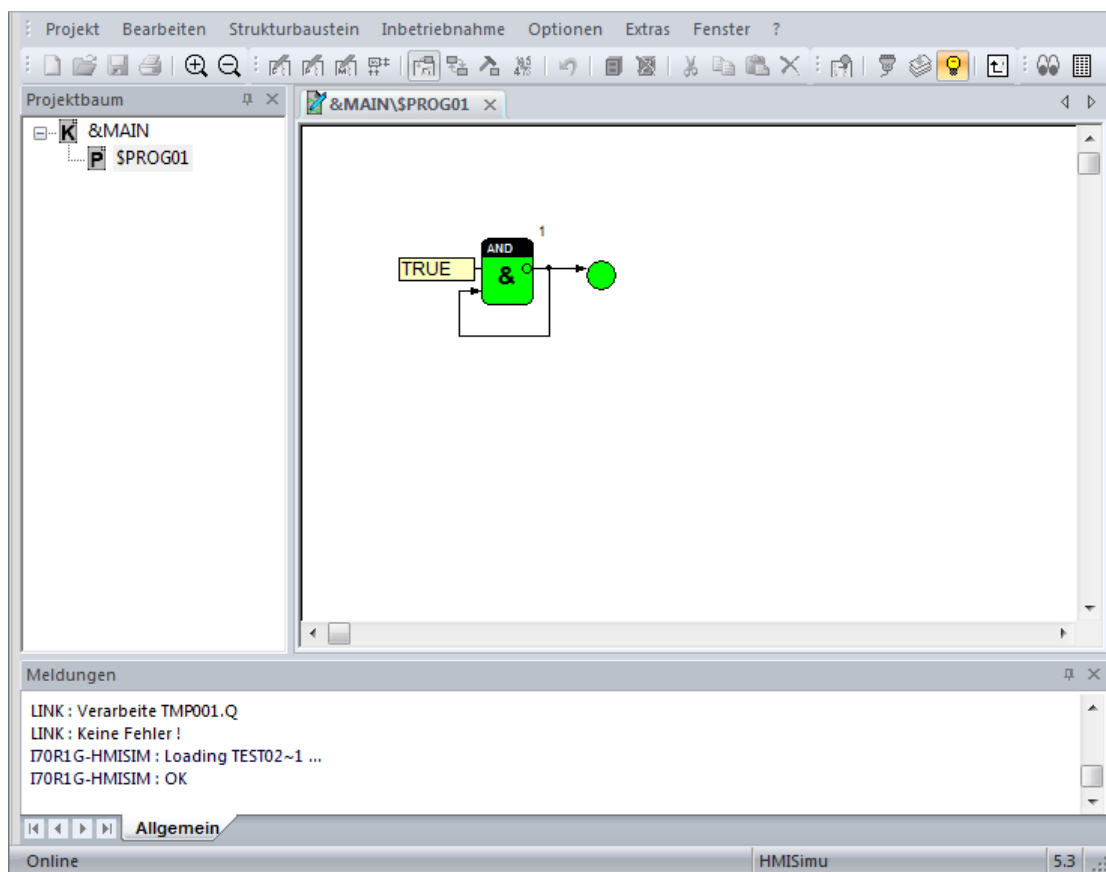 Projekt Bearbeiten Strukturbaustein Inbetriebnahme Optionen Extras Fenster ?
Projektbaum
&MAIN\$PROG01
K &MAIN
P $PROG01
1
AND
TRUE
&
Meldungen
LINK : Verarbeite TMP001.Q
LINK : Keine Fehler !
I70R1G-HMISIM : Loading TEST02~1 ...
I70R1G-HMISIM : OK
Allgemein
Online HMISimu 5.3